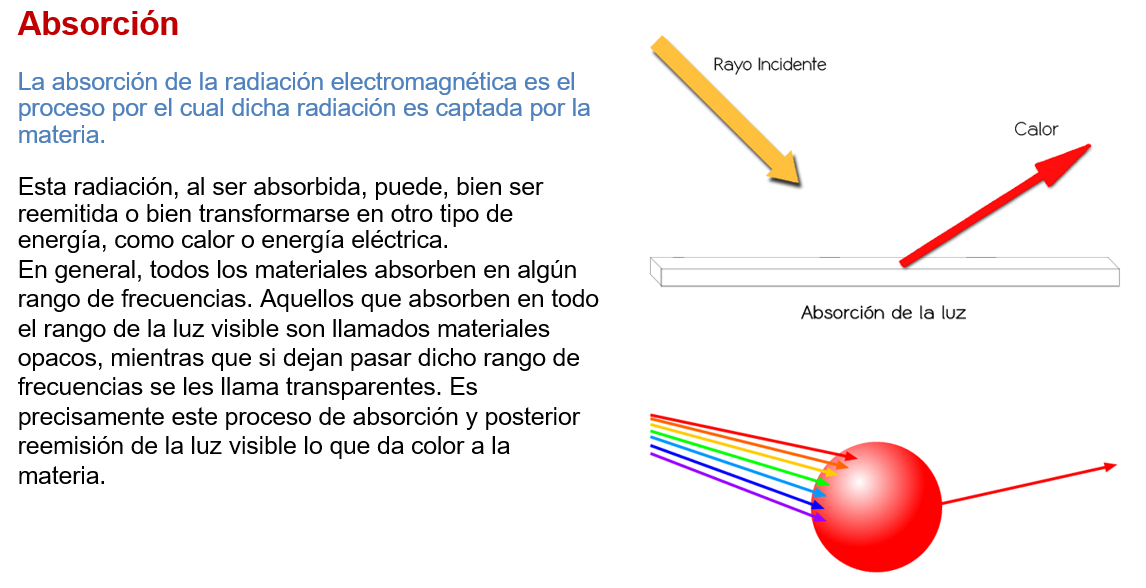 Absorción
La absorción de la radiación electromagnética es el
proceso por el cual dicha radiación es captada por la
materia.
Esta radiación, al ser absorbida, puede, bien ser
reemitida o bien transformarse en otro tipo de
energía, como calor o energía eléctrica.
En general, todos los materiales absorben en algún
rango de frecuencias. Aquellos que absorben en todo
el rango de la luz visible son llamados materiales
opacos, mientras que si dejan pasar dicho rango de
frecuencias se les llama transparentes. Es
precisamente este proceso de absorción y posterior
reemisión de la luz visible lo que da color a la
materia.
Rayo Incidente
Calor
Absorción de la luz